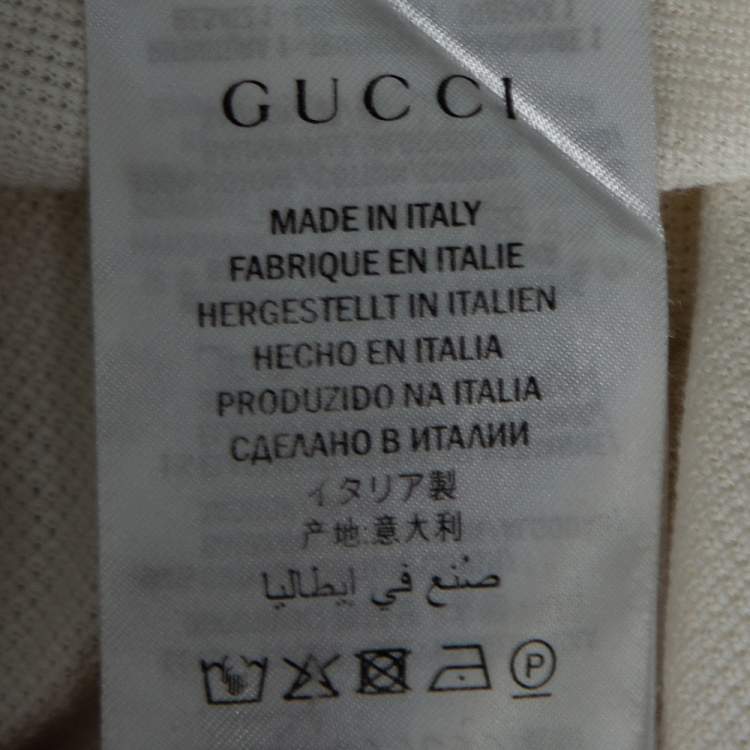 GUCCI
MADE IN ITALY
FABRIQUE EN ITALIE
HERGESTELLT IN ITALIEN
HECHO EN ITALIA
PRODUZIDO NA ITALIA
СДЕЛАНО В ИТАЛИИ
イタリア製
产地:意大利
صُنع في ايطاليا
P